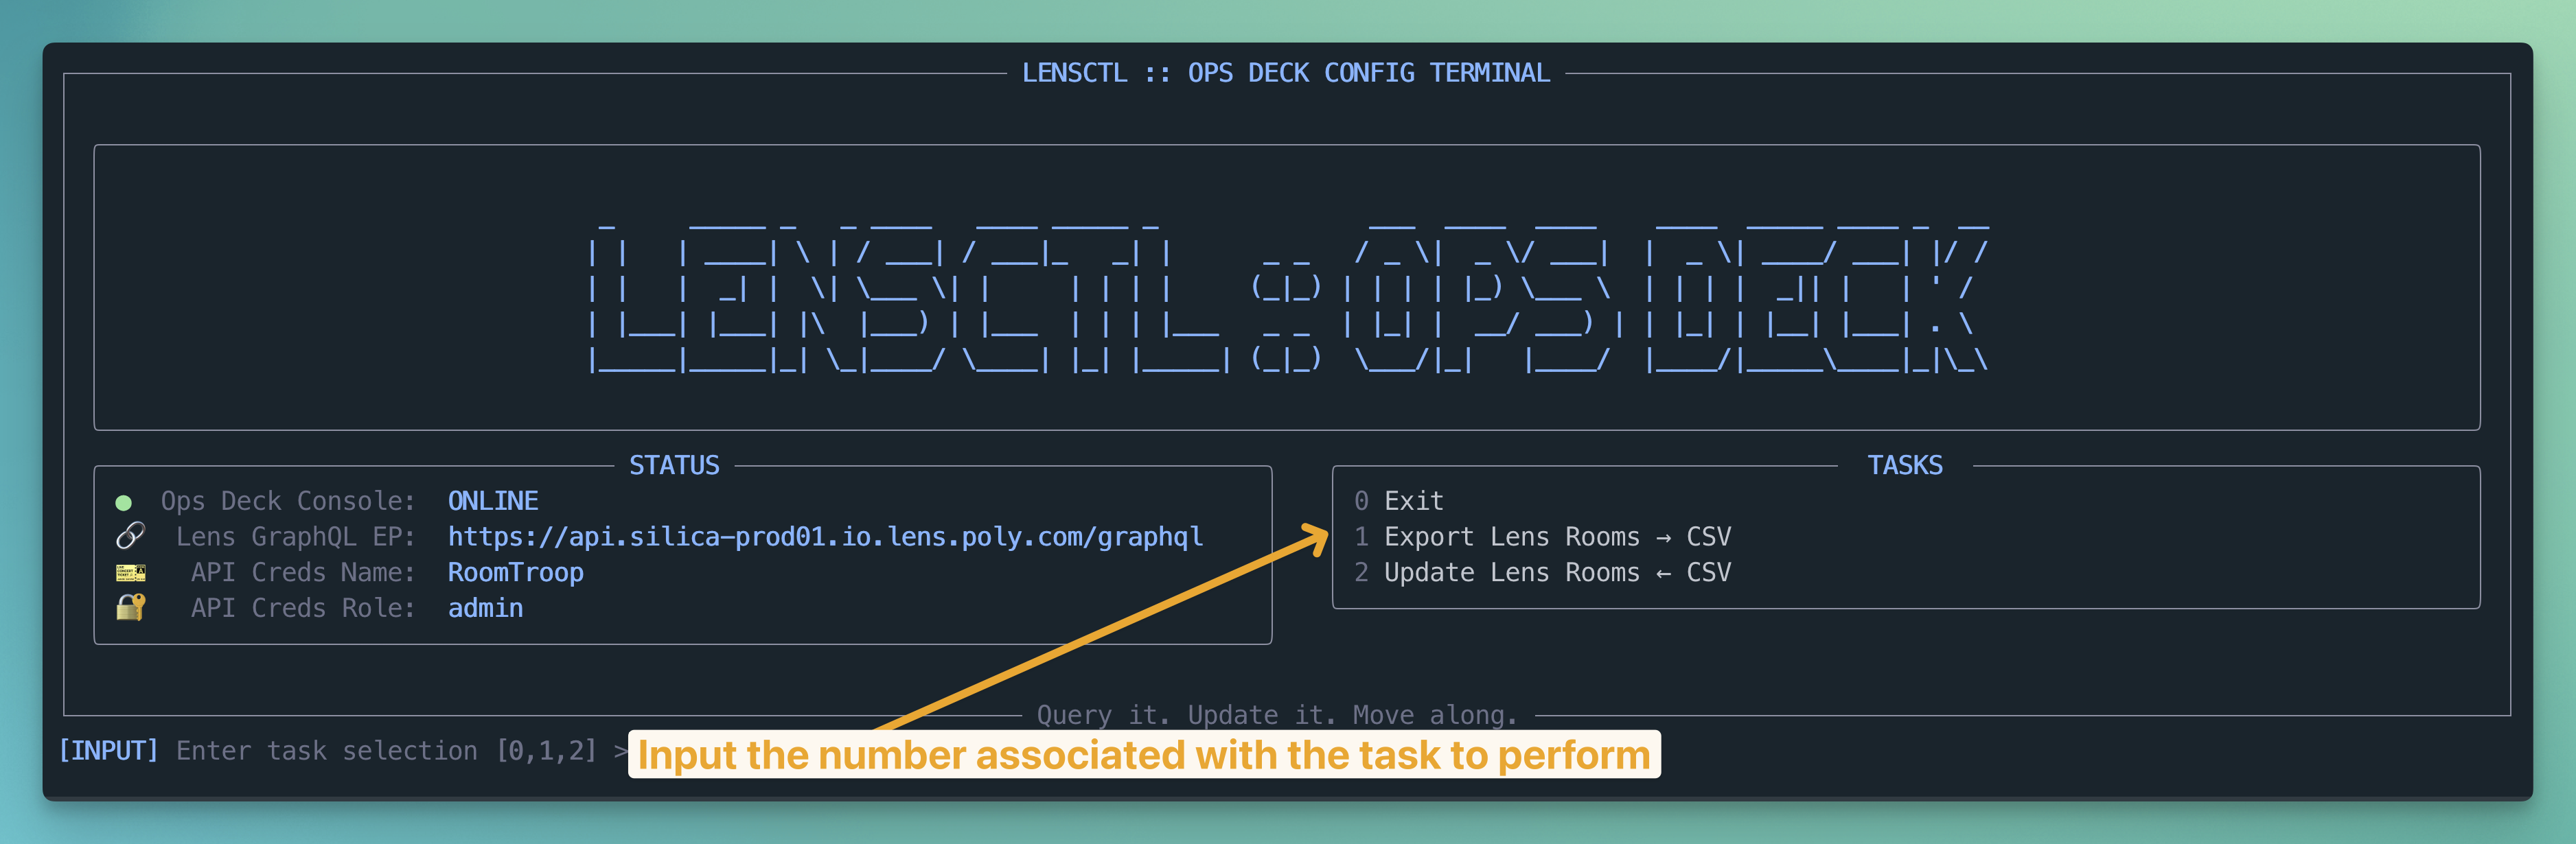 LENSCTL :: OPS DECK CONFIG TERMINAL
LENSCTL :: OPS DECK
STATUS
Ops Deck Console: ONLINE
Lens GraphQL EP: https://api.silica-prod01.io.lens.poly.com/graphql
API Creds Name: RoomTroop
API Creds Role: admin
TASKS
0 Exit
1 Export Lens Rooms → CSV
2 Update Lens Rooms ← CSV
Query it. Update it. Move along.
[INPUT] Enter task selection [0,1,2] >
Input the number associated with the task to perform